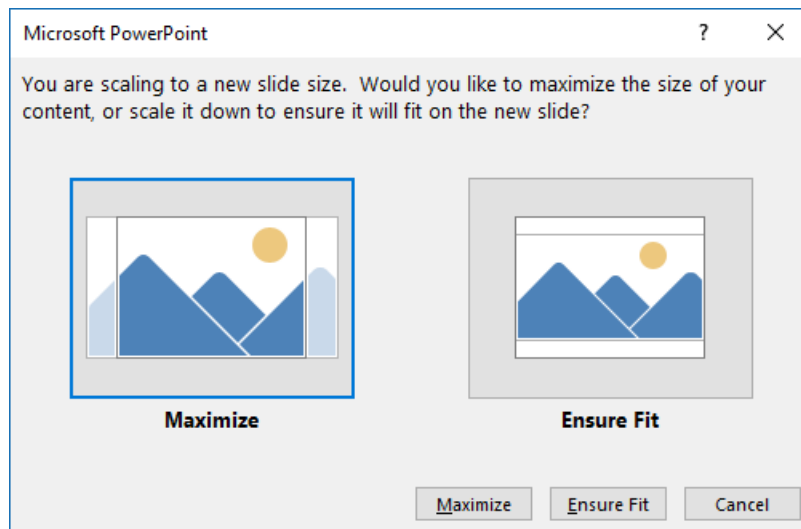 Microsoft PowerPoint ?
You are scaling to a new slide size.  Would you like to maximize the size of your
content, or scale it down to ensure it will fit on the new slide?
Maximize
Ensure Fit
Maximize
Ensure Fit
Cancel